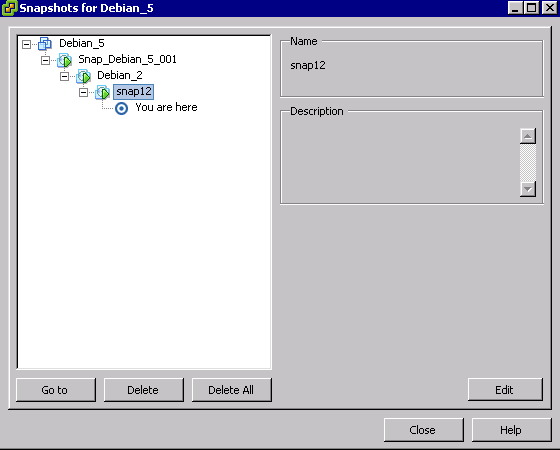 Snapshots for Debian_5
Debian_5
Snap_Debian_5_001
Debian_2
snap12
You are here
Name
snap12
Description
Go to
Delete
Delete All
Edit
Close
Help